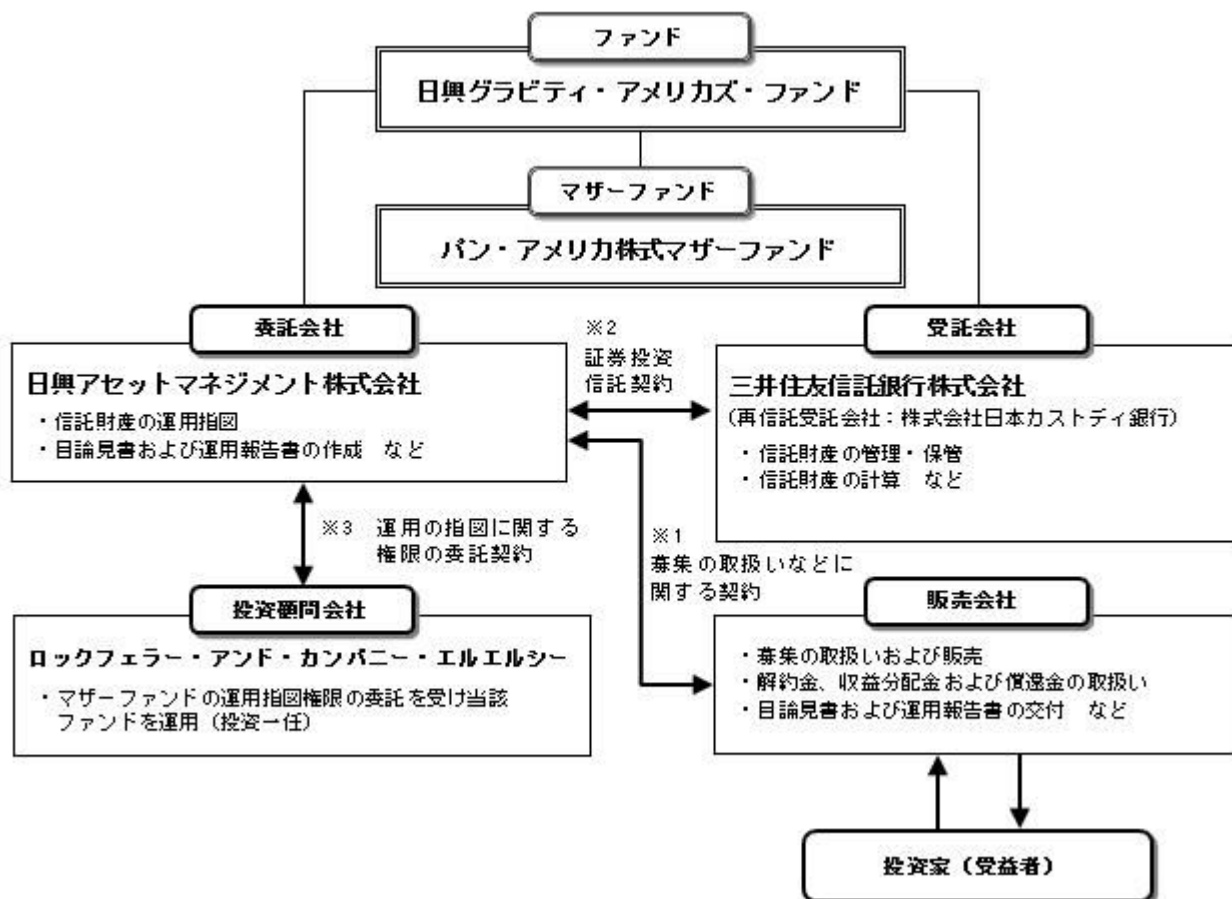 ファンド
日興グラビティ・アメリカズ・ファンド
マザーファンド
パン・アメリカ株式マザーファンド
委託会社
日興アセットマネジメント株式会社
・信託財産の運用指図
・目論見書および運用報告書の作成 など
※2
証券投資
信託契約
受託会社
三井住友信託銀行株式会社
(再信託受託会社:株式会社日本カストディ銀行)
・信託財産の管理・保管
・信託財産の計算 など
※3 運用の指図に関する
権限の委託契約
※1
募集の取扱いなどに
関する契約
投資顧問会社
ロックフェラー・アンド・カンパニー・エルエルシー
・マザーファンドの運用指図権限の委託を受け当該
ファンドを運用(投資一任)
販売会社
・募集の取扱いおよび販売
・解約金、収益分配金および償還金の取扱い
・目論見書および運用報告書の交付 など
投資家(受益者)